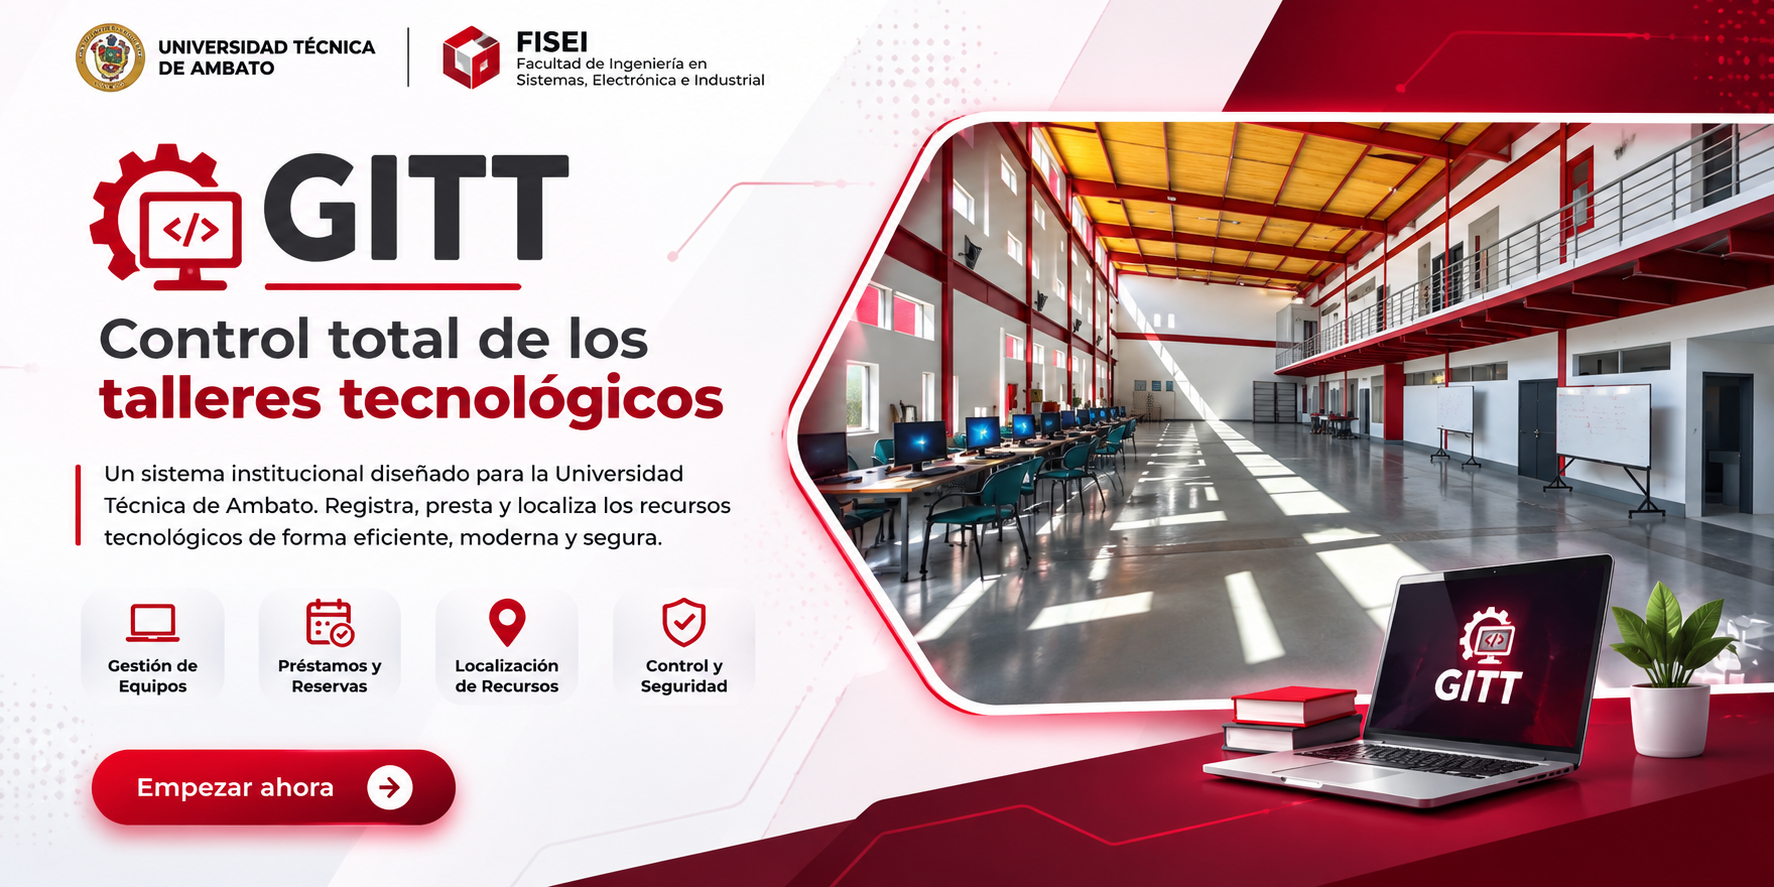 UNIVERSIDAD TÉCNICA
DE AMBATO
FISEI
Facultad de Ingeniería en
Sistemas, Electrónica e Industrial
</>
GITT
Control total de los
talleres tecnológicos
Un sistema institucional diseñado para la Universidad
Técnica de Ambato. Registra, presta y localiza los recursos
tecnológicos de forma eficiente, moderna y segura.
Gestión de
Equipos
Préstamos y
Reservas
Localización
de Recursos
Control y
Seguridad
Empezar ahora
</>
GITT